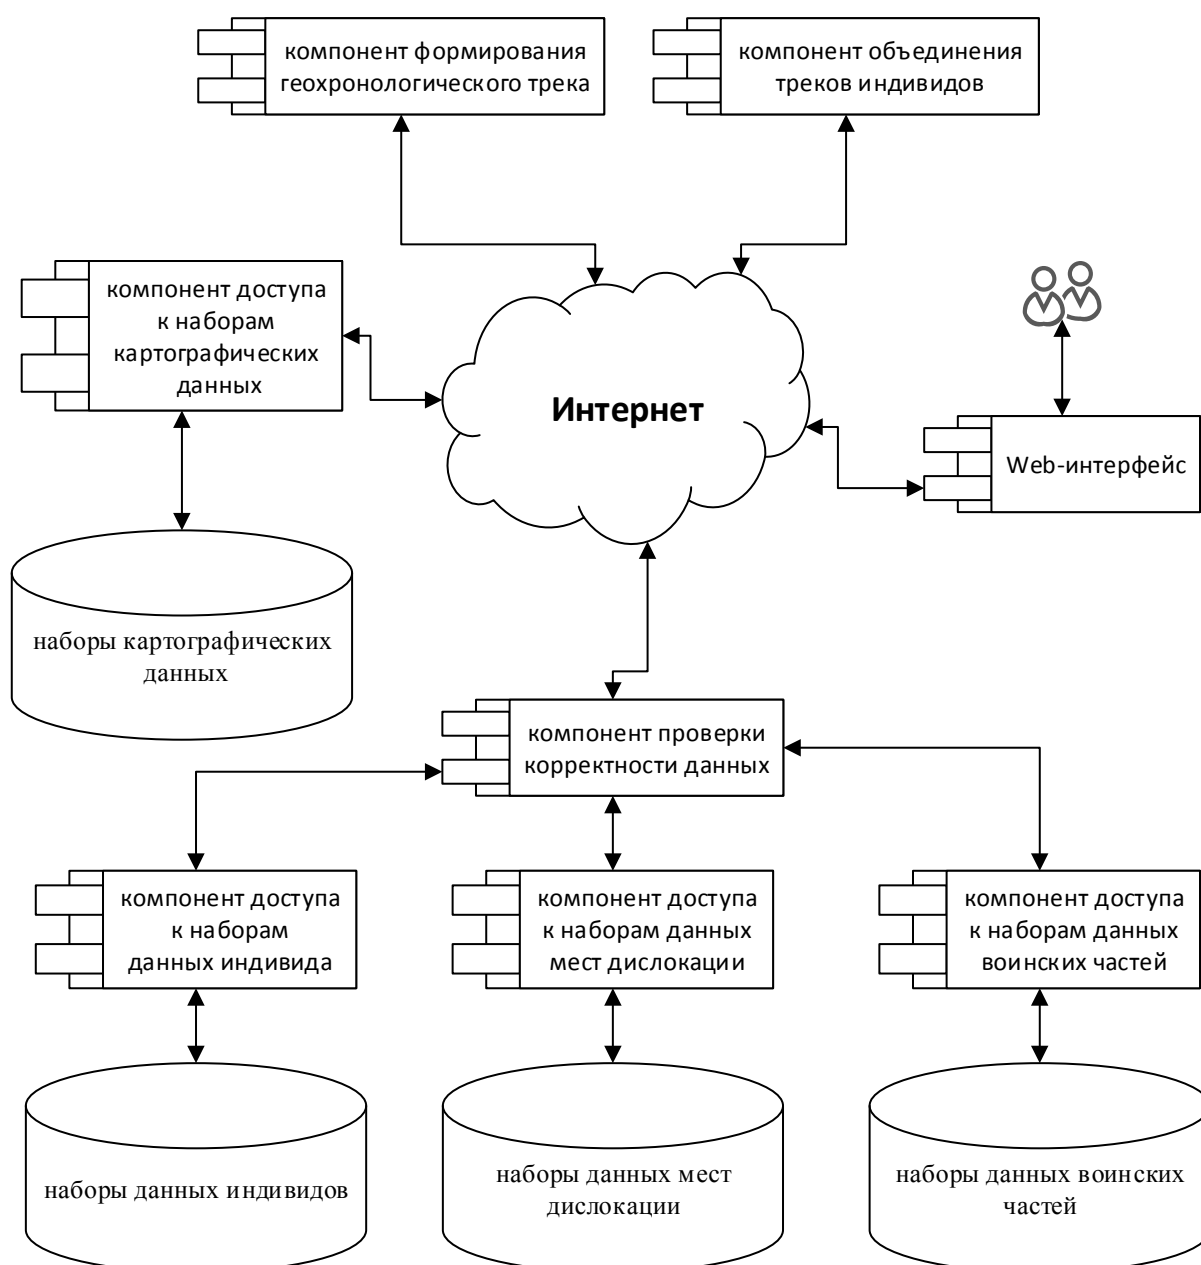 компонент формирования
геохронологического трека
компонент объединения
треков индивидов
компонент доступа
к наборам
картографических
данных
Интернет
Web-интерфейс
наборы картографических
данных
компонент проверки
корректности данных
компонент доступа
к наборам
данных индивида
компонент доступа
к наборам данных
мест дислокации
компонент доступа
к наборам данных
воинских частей
наборы данных индивидов
наборы данных мест
дислокации
наборы данных воинских
частей